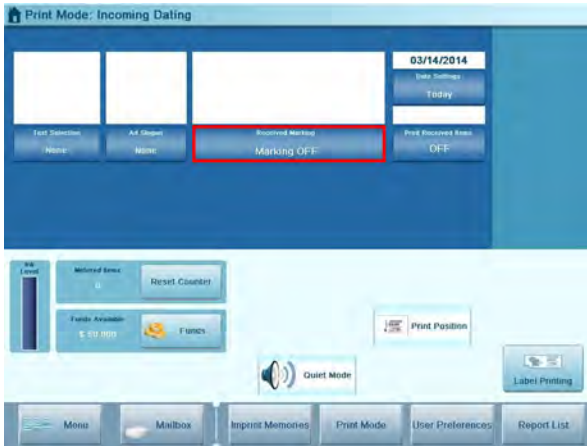 Print Mode: Incoming Dating
03/14/2014
Date Settings
Today
Text Selection
None
Ad Slogan
None
Received Marking
Marking OFF
Print Received Items
OFF
Ink
Level
Metered Items
0
Reset Counter
Funds Available
Funds
Print Position
Quiet Mode
Label Printing
Menu
Mailbox
Imprint Memories
Print Mode
User Preferences
Report List